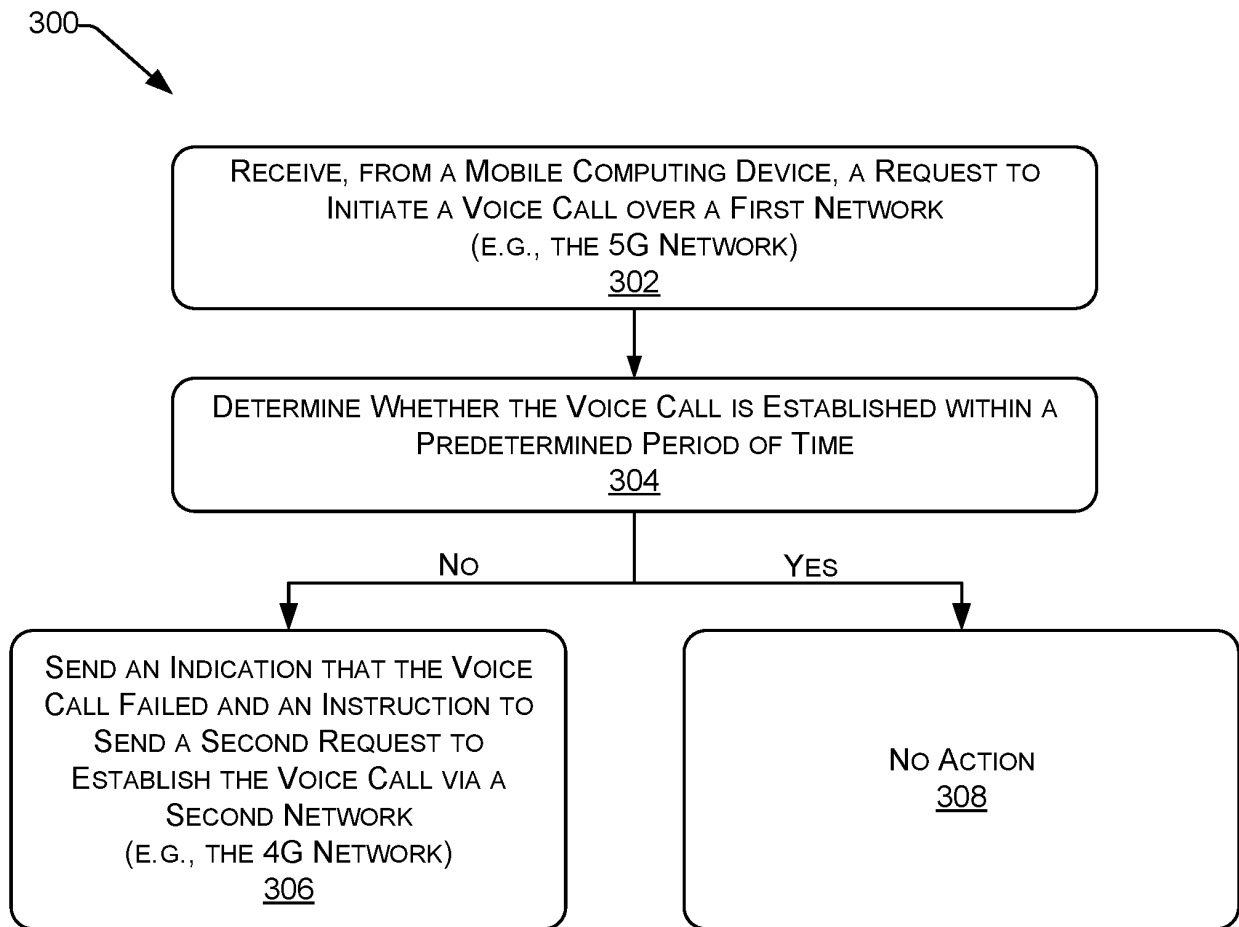 300
RECEIVE, FROM A MOBILE COMPUTING DEVICE, A REQUEST TO
INITIATE A VOICE CALL OVER A FIRST NETWORK
(E.G., THE 5G NETWORK)
302
DETERMINE WHETHER THE VOICE CALL IS ESTABLISHED WITHIN A
PREDETERMINED PERIOD OF TIME
304
NO
YES
SEND AN INDICATION THAT THE VOICE
CALL FAILED AND AN INSTRUCTION TO
SEND A SECOND REQUEST TO
ESTABLISH THE VOICE CALL VIA A
SECOND NETWORK
(E.G., THE 4G NETWORK)
306
NO ACTION
308